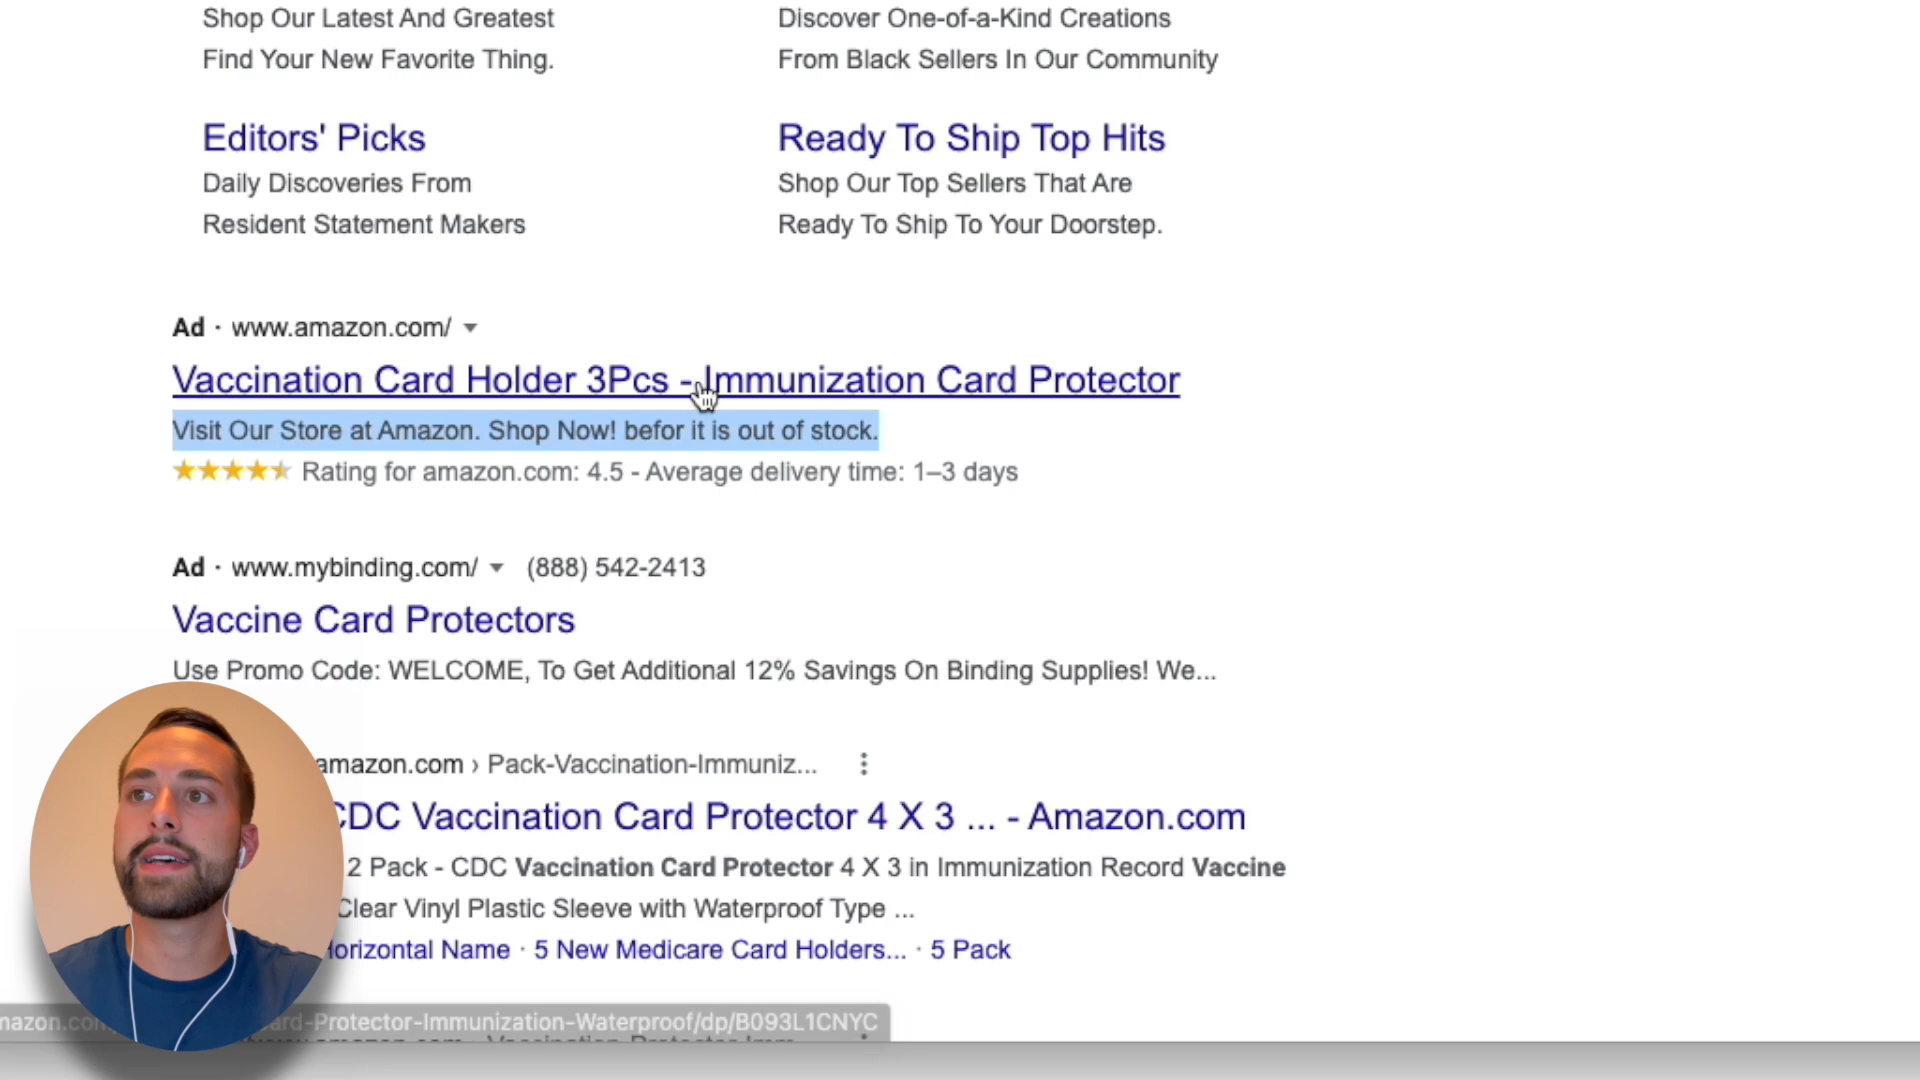 Shop Our Latest And Greatest
Find Your New Favorite Thing.
Discover One-of-a-Kind Creations
From Black Sellers In Our Community
Editors' Picks
Daily Discoveries From
Resident Statement Makers
Ready To Ship Top Hits
Shop Our Top Sellers That Are
Ready To Ship To Your Doorstep.
Ad · www.amazon.com/
Vaccination Card Holder 3Pcs - Immunization Card Protector
Visit Our Store at Amazon. Shop Now! befor it is out of stock.
Rating for amazon.com: 4.5 - Average delivery time: 1–3 days
Ad · www.mybinding.com/ (888) 542-2413
Vaccine Card Protectors
Use Promo Code: WELCOME, To Get Additional 12% Savings On Binding Supplies! We...
amazon.com › Pack-Vaccination-Immuniz...
CDC Vaccination Card Protector 4 X 3 ... - Amazon.com
2 Pack - CDC Vaccination Card Protector 4 X 3 in Immunization Record Vaccine
Clear Vinyl Plastic Sleeve with Waterproof Type ...
Horizontal Name · 5 New Medicare Card Holders... · 5 Pack
ard-Protector-Immunization-Waterproof/dp/B093L1CNYC